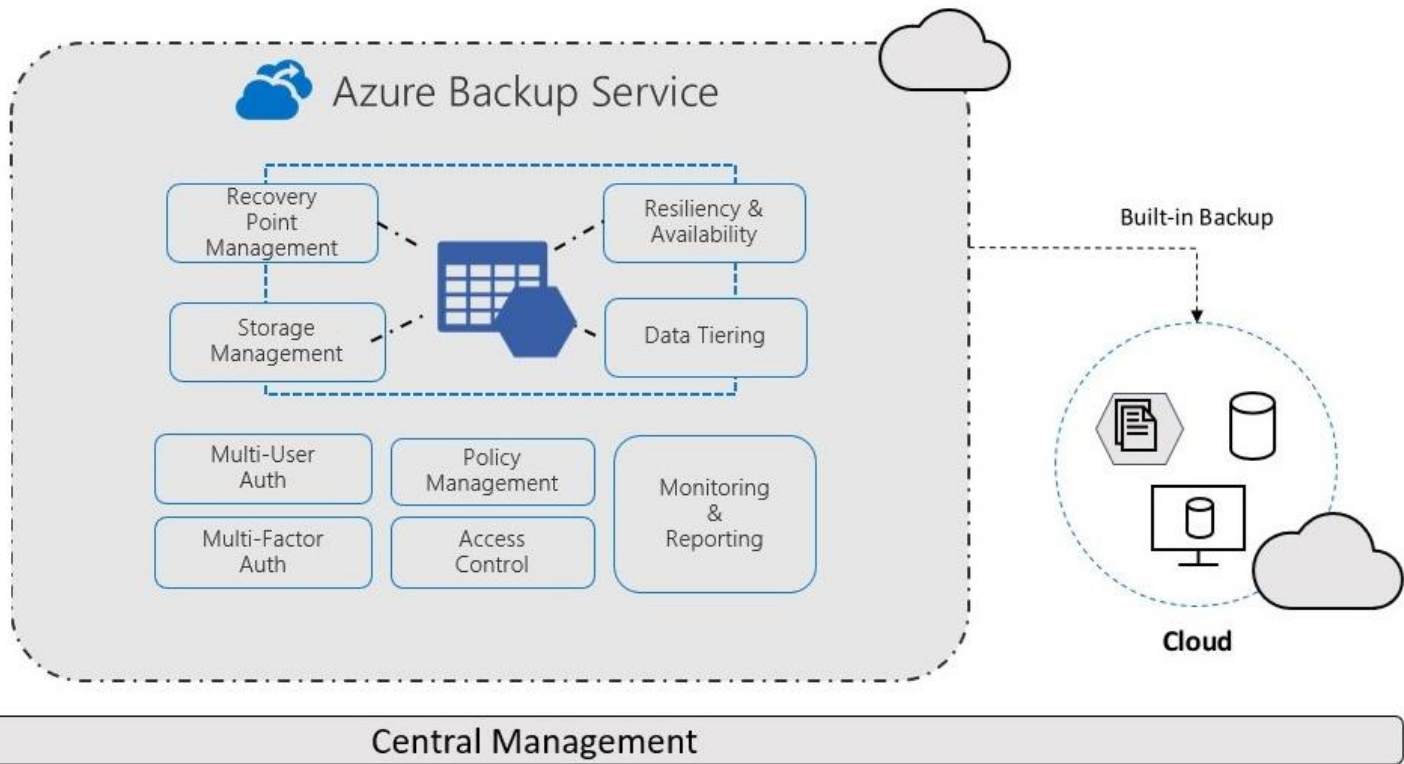 Azure Backup Service
Recovery
Point
Management
Resiliency &
Availability
Storage
Management
Data Tiering
Multi-User
Auth
Policy
Management
Monitoring
&
Reporting
Multi-Factor
Auth
Access
Control
Built-in Backup
Cloud
Central Management